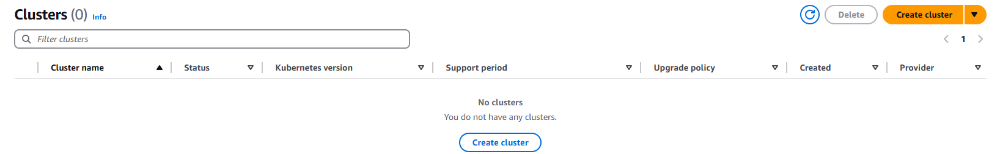 Clusters (0) Info
Delete
Create cluster
Filter clusters
1
Cluster name Status Kubernetes version Support period Upgrade policy Created Provider
No clusters
You do not have any clusters.
Create cluster